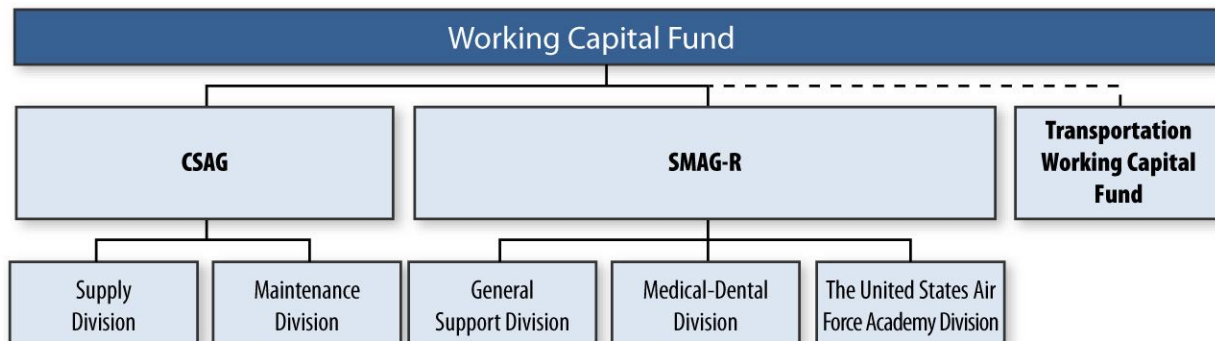 Working Capital Fund
CSAG
SMAG-R
Transportation
Working Capital
Fund
Supply
Division
Maintenance
Division
General
Support Division
Medical-Dental
Division
The United States Air
Force Academy Division